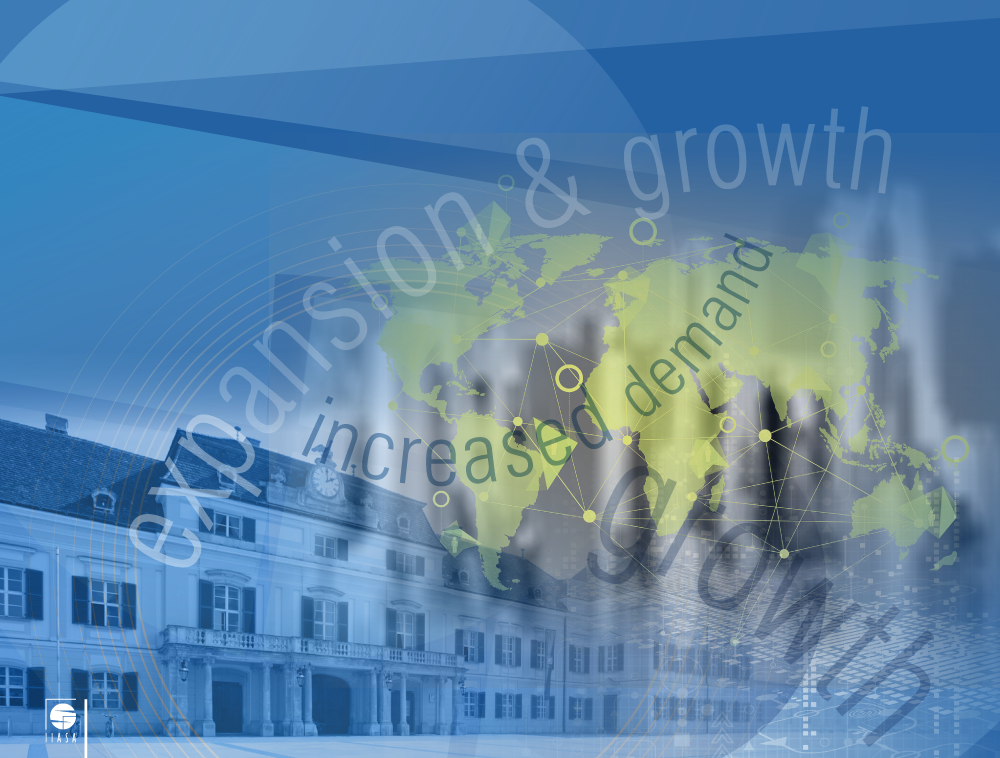 expansion & growth
increased demand
growth
IIASA